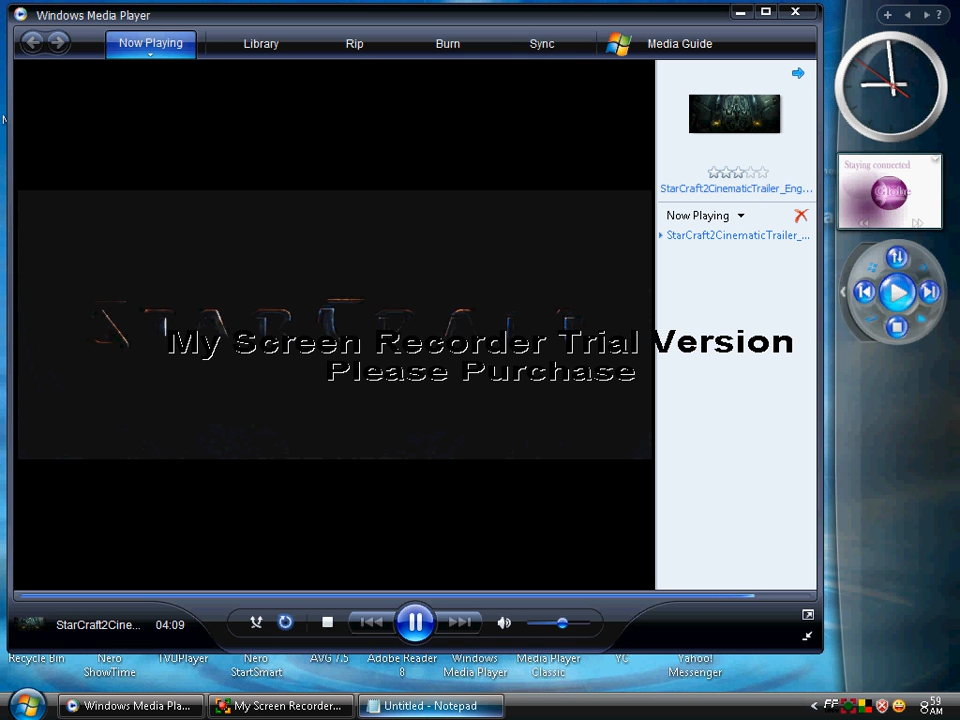 Windows Media Player
Now Playing
Library
Rip
Burn
Sync
Media Guide
StarCraft2CinematicTrailer_Eng...
Now Playing
StarCraft2CinematicTrailer_...
Staying connected
STARCRAFT
My Screen Recorder Trial Version
Please Purchase
StarCraft2Cine...
04:09
Recycle Bin
Nero ShowTime
TVUPlayer
Nero StartSmart
AVG 7.5
Adobe Reader 8
Windows Media Player
Media Player Classic
YC
Yahoo! Messenger
Windows Media Pla...
My Screen Recorder...
Untitled - Notepad
8:59 AM